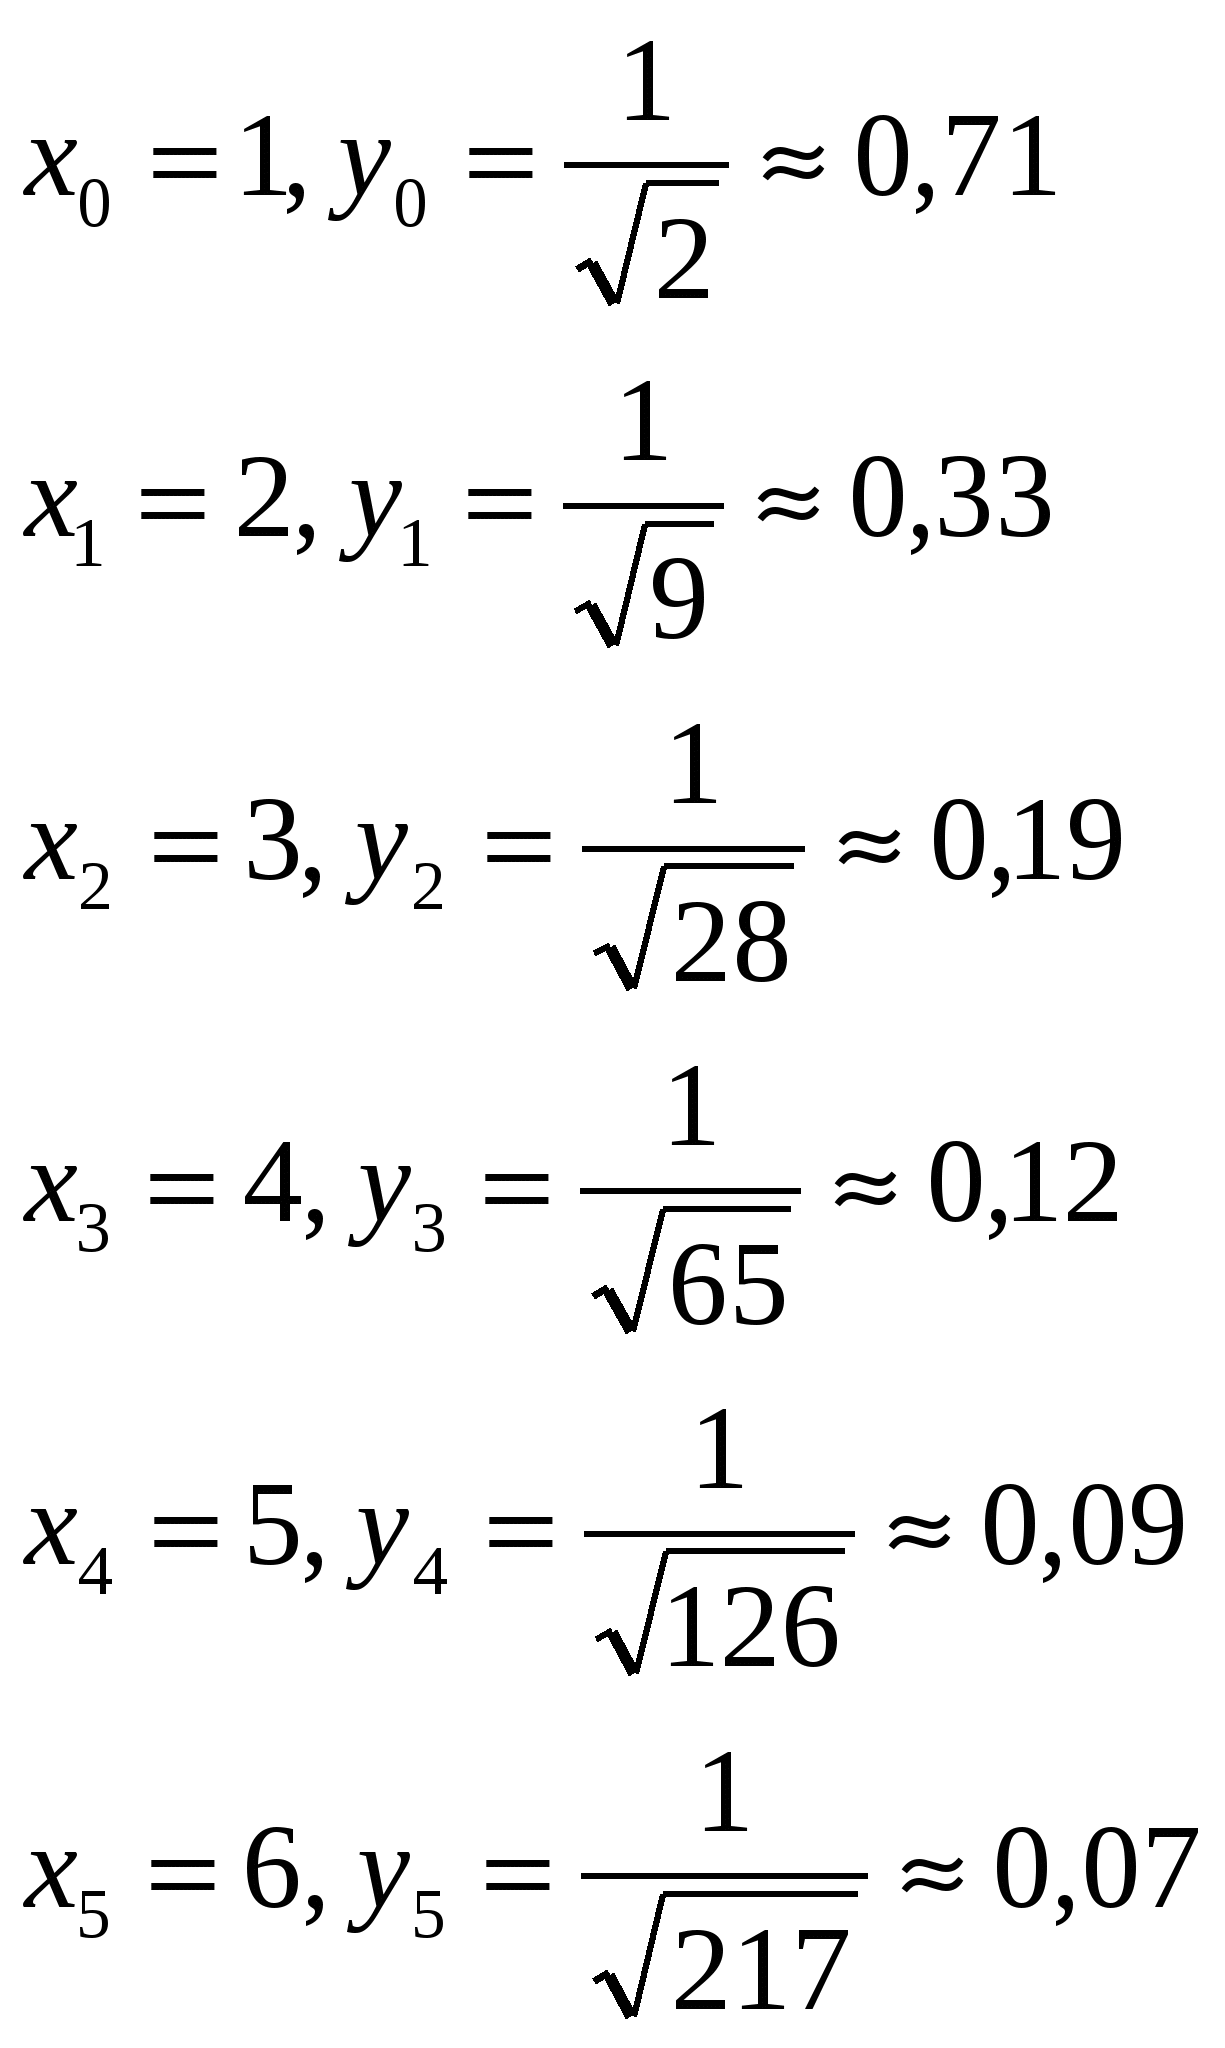 x₀ = 1, y₀ = 1/√2 ≈ 0,71
x₁ = 2, y₁ = 1/√9 ≈ 0,33
x₂ = 3, y₂ = 1/√28 ≈ 0,19
x₃ = 4, y₃ = 1/√65 ≈ 0,12
x₄ = 5, y₄ = 1/√126 ≈ 0,09
x₅ = 6, y₅ = 1/√217 ≈ 0,07